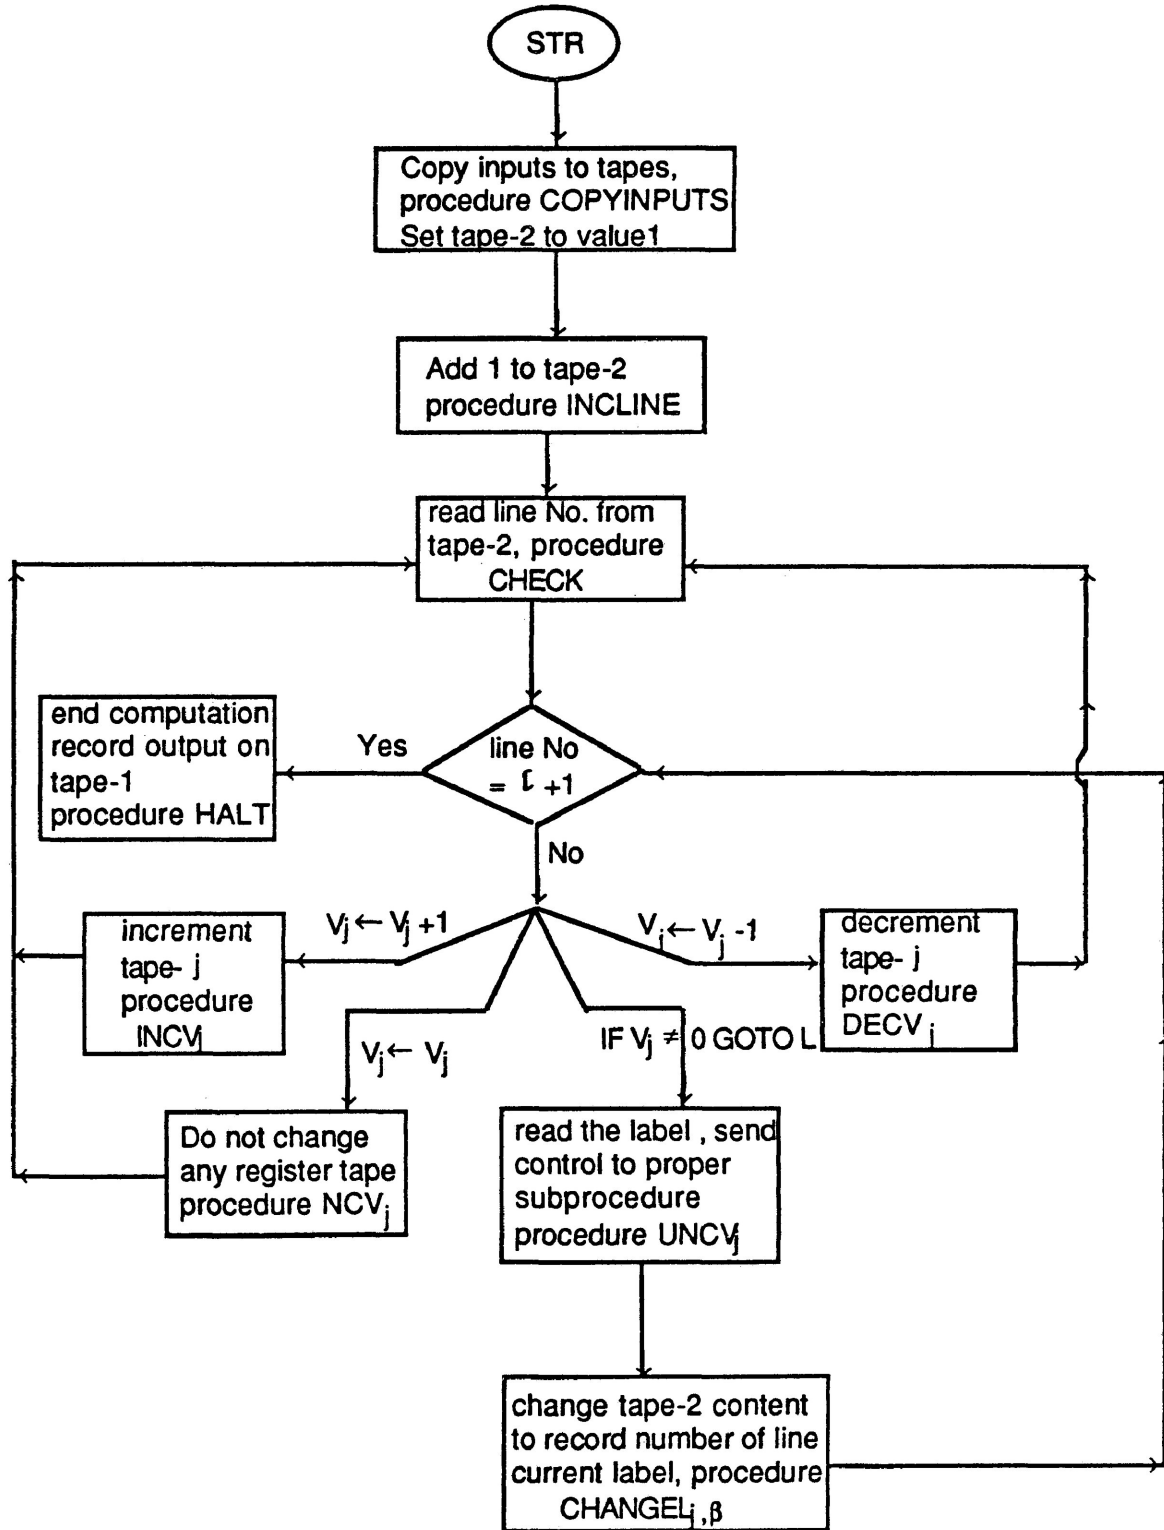 STR
Copy inputs to tapes,
procedure COPYINPUTS
Set tape-2 to value1
Add 1 to tape-2
procedure INCLINE
read line No. from
tape-2, procedure
CHECK
end computation
record output on
tape-1
procedure HALT
Yes
line No
= ℓ +1
No
Vj ← Vj +1
Vj ← Vj -1
increment
tape- j
procedure
INCVj
decrement
tape- j
procedure
DECVj
Vj ← Vj
IF Vj ≠ 0 GOTO L
Do not change
any register tape
procedure NCVj
read the label , send
control to proper
subprocedure
procedure UNCVj
change tape-2 content
to record number of line
current label, procedure
CHANGELj,β